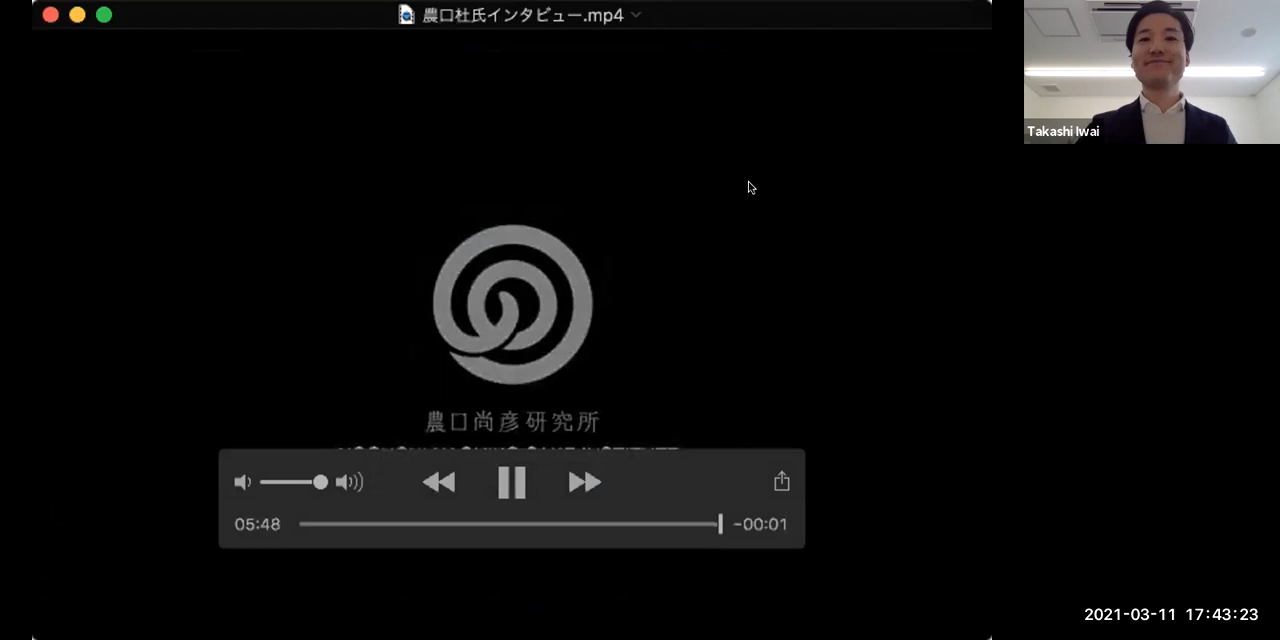 農口杜氏インタビュー.mp4
Takashi Iwai
農口尚彦研究所
05:48
-00:01
2021-03-11 17:43:23